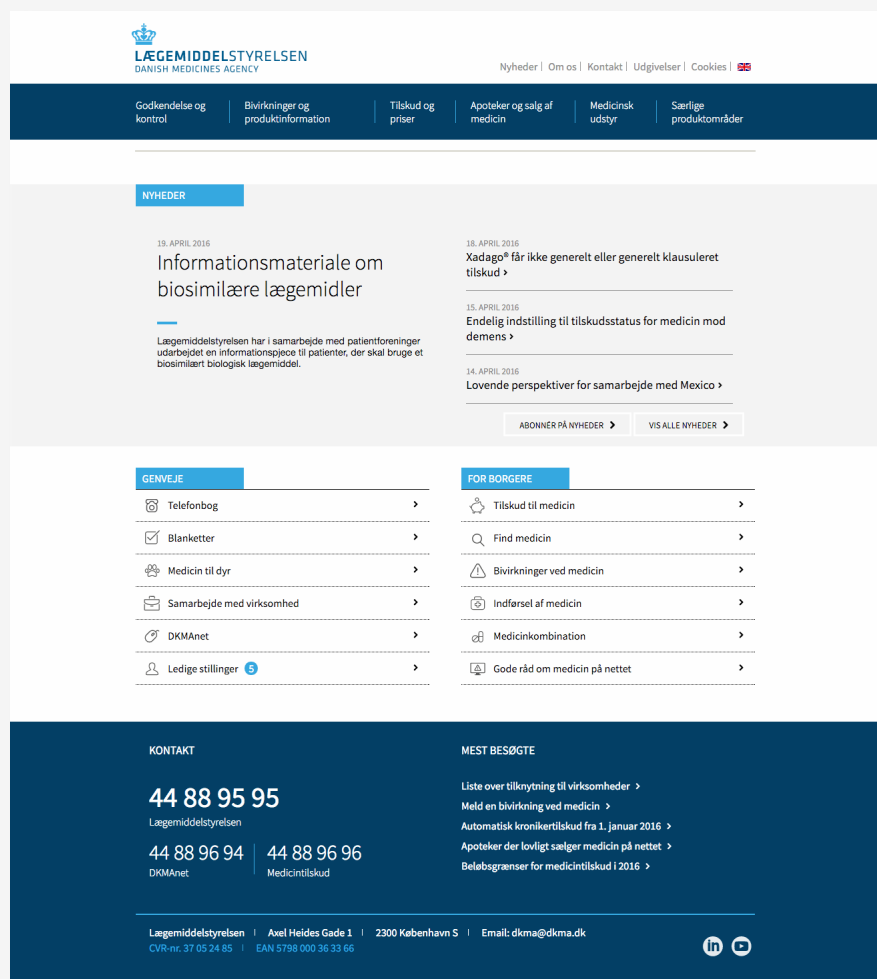 LÆGEMIDDELSTYRELSEN
DANISH MEDICINES AGENCY
Nyheder | Om os | Kontakt | Udgivelser | Cookies |
Godkendelse og
kontrol
Bivirkninger og
produktinformation
Tilskud og
priser
Apoteker og salg af
medicin
Medicinsk
udstyr
Særlige
produktområder
NYHEDER
19. APRIL 2016
Informationsmateriale om
biosimilære lægemidler
Lægemiddelstyrelsen har i samarbejde med patientforeninger
udarbejdet en informationspjece til patienter, der skal bruge et
biosimilært biologisk lægemiddel.
18. APRIL 2016
Xadago® får ikke generelt eller generelt klausuleret
tilskud ›
15. APRIL 2016
Endelig indstilling til tilskudsstatus for medicin mod
demens ›
14. APRIL 2016
Lovende perspektiver for samarbejde med Mexico ›
ABONNÉR PÅ NYHEDER ›
VIS ALLE NYHEDER ›
GENVEJE
Telefonbog ›
Blanketter ›
Medicin til dyr ›
Samarbejde med virksomhed ›
DKMAnet ›
Ledige stillinger 5 ›
FOR BORGERE
Tilskud til medicin ›
Find medicin ›
Bivirkninger ved medicin ›
Indførsel af medicin ›
Medicinkombination ›
Gode råd om medicin på nettet ›
KONTAKT
44 88 95 95
Lægemiddelstyrelsen
44 88 96 94
DKMAnet
44 88 96 96
Medicintilskud
MEST BESØGTE
Liste over tilknytning til virksomheder ›
Meld en bivirkning ved medicin ›
Automatisk kronikertilskud fra 1. januar 2016 ›
Apoteker der lovligt sælger medicin på nettet ›
Beløbsgrænser for medicintilskud i 2016 ›
Lægemiddelstyrelsen | Axel Heides Gade 1 | 2300 København S | Email: dkma@dkma.dk
CVR-nr. 37 05 24 85 | EAN 5798 000 36 33 66
in